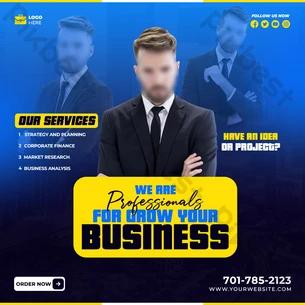 LOGO
HERE
FOLLOW US NOW
OUR SERVICES
1 STRATEGY AND PLANNING
2 CORPORATE FINANCE
3 MARKET RESEARCH
4 BUSINESS ANALYSIS
HAVE AN IDEA
OR PROJECT?
WE ARE
Professionals
FOR GROW YOUR
BUSINESS
ORDER NOW
701-785-2123
WWW.YOURWEBSITE.COM